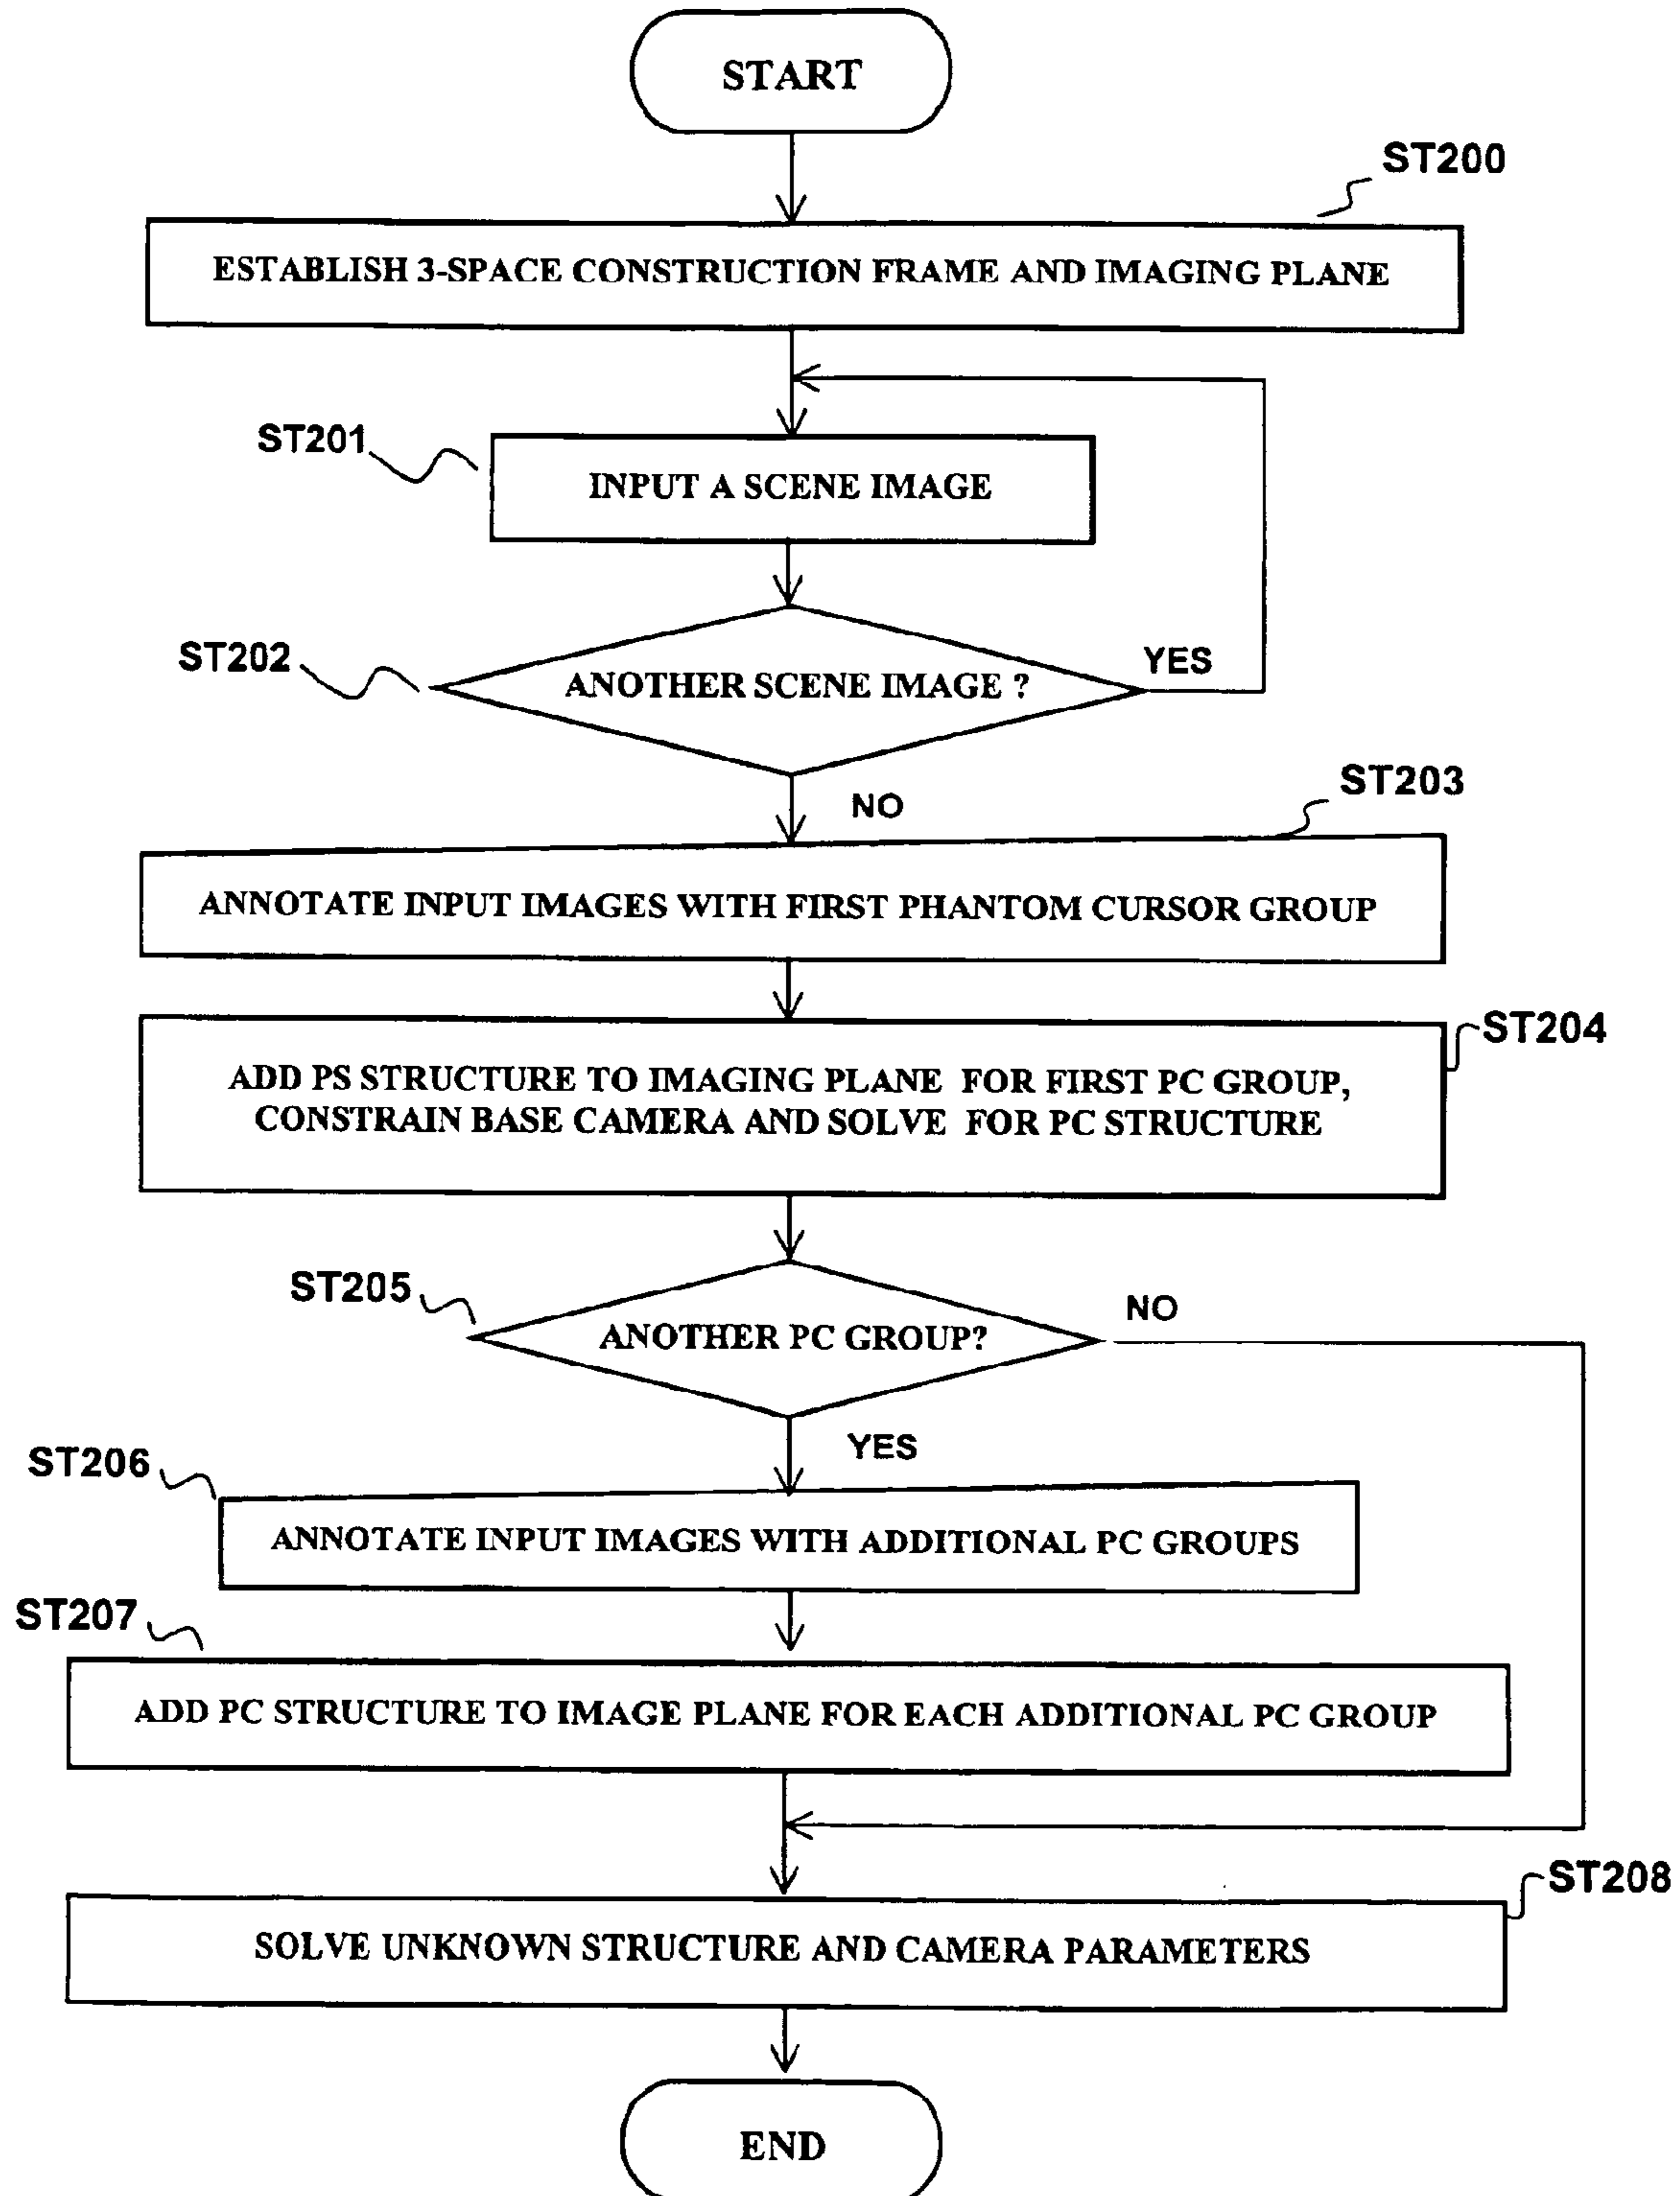 START
ST200
ESTABLISH 3-SPACE CONSTRUCTION FRAME AND IMAGING PLANE
ST201
INPUT A SCENE IMAGE
ST202
ANOTHER SCENE IMAGE ?
YES
NO
ST203
ANNOTATE INPUT IMAGES WITH FIRST PHANTOM CURSOR GROUP
ST204
ADD PS STRUCTURE TO IMAGING PLANE FOR FIRST PC GROUP,
CONSTRAIN BASE CAMERA AND SOLVE FOR PC STRUCTURE
ST205
ANOTHER PC GROUP?
NO
YES
ST206
ANNOTATE INPUT IMAGES WITH ADDITIONAL PC GROUPS
ST207
ADD PC STRUCTURE TO IMAGE PLANE FOR EACH ADDITIONAL PC GROUP
ST208
SOLVE UNKNOWN STRUCTURE AND CAMERA PARAMETERS
END